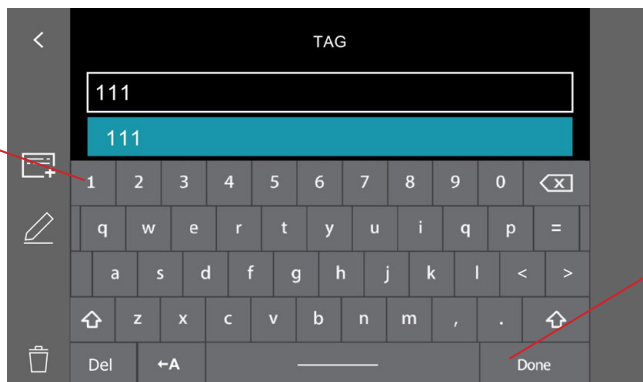 TAG
111
111
1 2 3 4 5 6 7 8 9 0
q w e r t y u i q p =
a s d f g h j k l < >
z x c v b n m , .
Del ←A Done